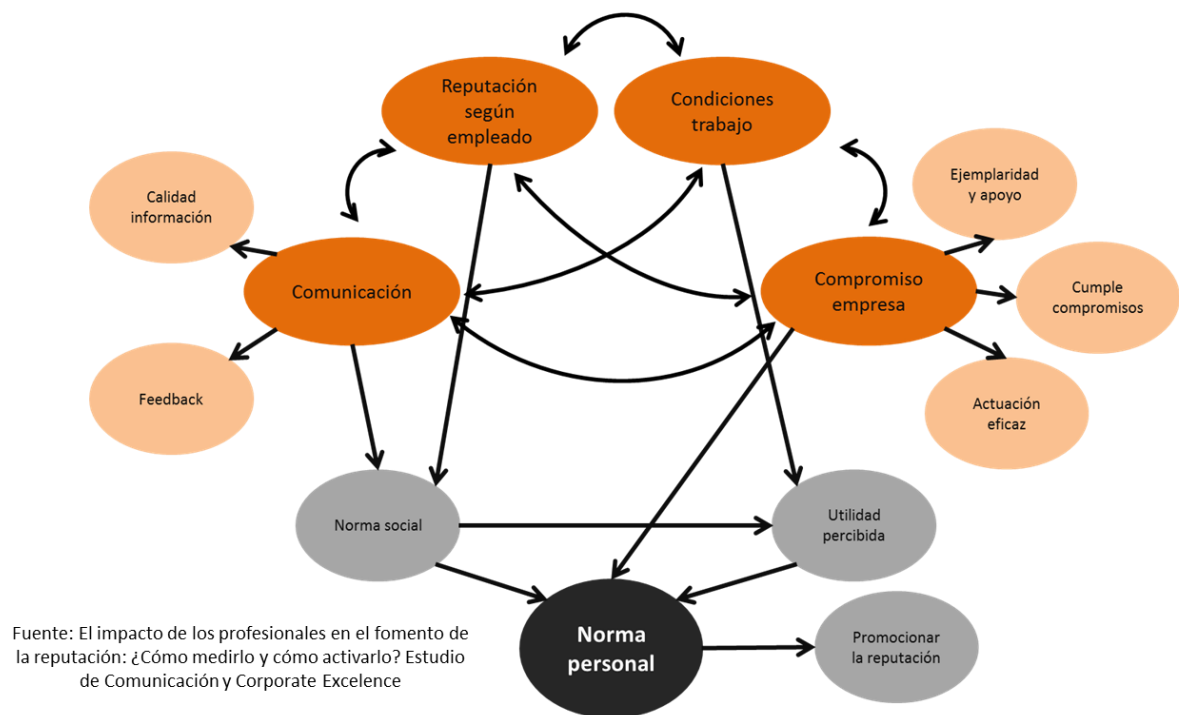 Reputación
según
empleado
Condiciones
trabajo
Calidad
información
Ejemplaridad
y apoyo
Comunicación
Compromiso
empresa
Cumple
compromisos
Feedback
Actuación
eficaz
Norma social
Utilidad
percibida
Norma
personal
Promocionar
la reputación
Fuente: El impacto de los profesionales en el fomento de
la reputación: ¿Cómo medirlo y cómo activarlo? Estudio
de Comunicación y Corporate Excelence